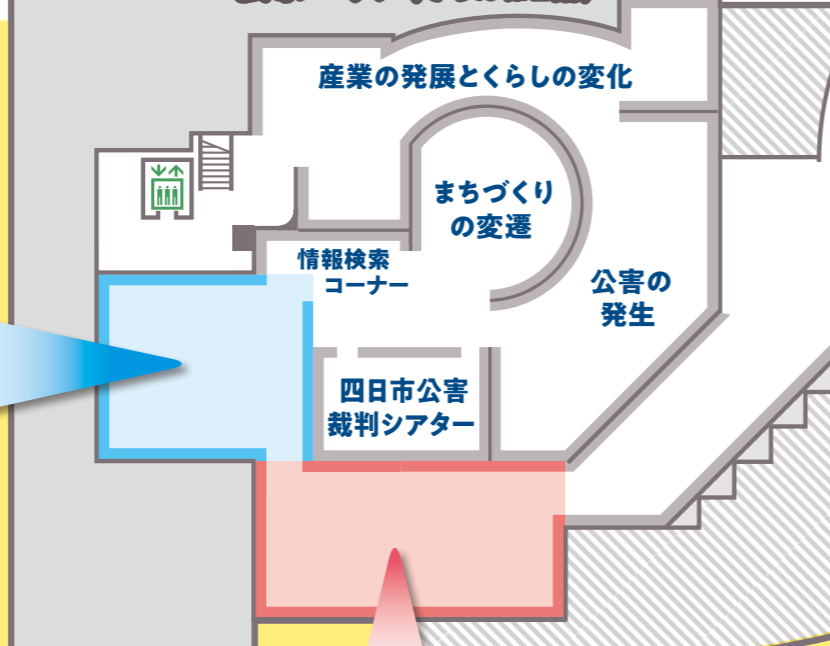 産業の発展とくらしの変化
まちづくり
の変遷
情報検索
コーナー
公害の
発生
四日市公害
裁判シアター